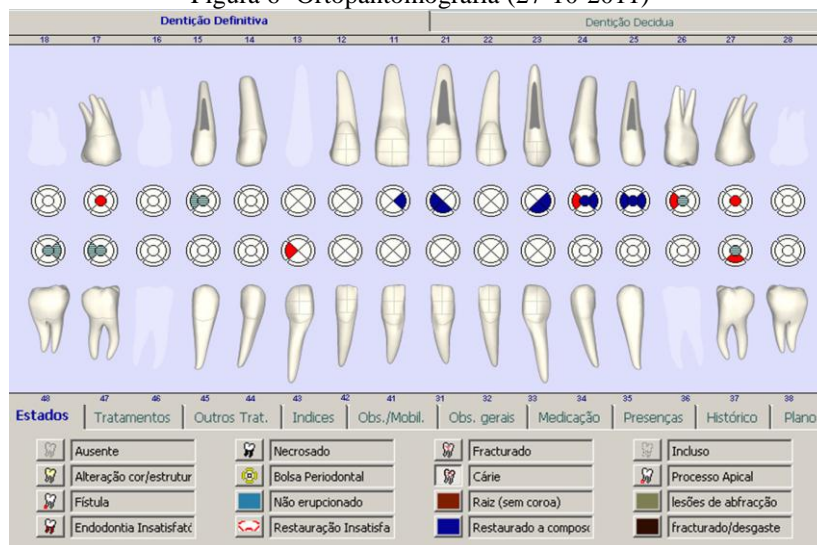 Figura 6- Ortopantomografia (27-10-2011)
Dentição Definitiva Dentição Decidua
18 17 16 15 14 13 12 11 21 22 23 24 25 26 27 28
48 47 46 45 44 43 42 41 31 32 33 34 35 36 37 38
Estados Tratamentos Outros Trat. Indices Obs./Mobil. Obs. gerais Medicação Presenças Histórico Plano
Ausente Necrosado Fracturado Incluso
Alteração cor/estrutur Bolsa Periodontal Cárie Processo Apical
Fístula Não erupcionado Raiz (sem coroa) lesões de abfracção
Endodontia Insatisfató Restauração Insatisfa Restaurado a compos fracturado/desgaste